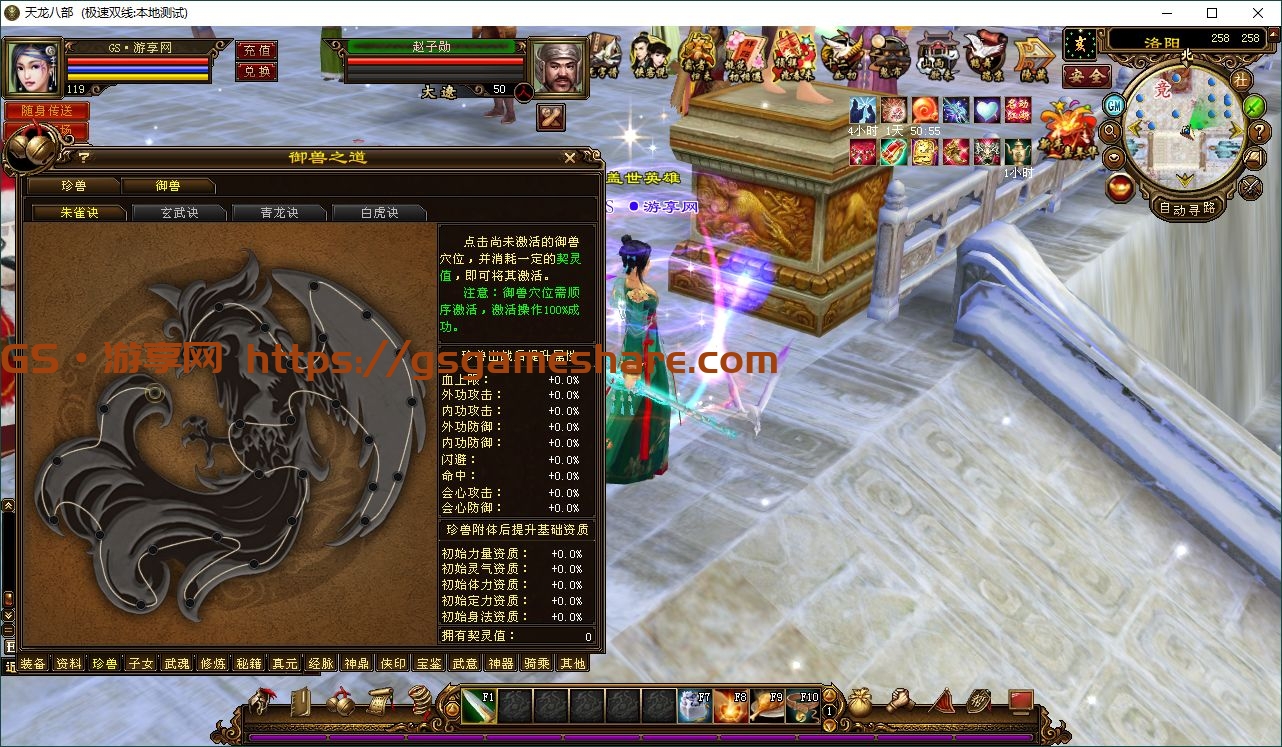 天龙八部 (极速双线:本地测试)
GS·游享网
119
充值
兑换
赵子勋
大遼
50
洛阳
258 258
北
安全
社
GM
自动寻路
随身传送
4小时 1天 50:55
1小时
盖世英雄
游享网
御兽之道
珍兽 御兽
朱雀诀 玄武诀 青龙诀 白虎诀
点击尚未激活的御兽
穴位，并消耗一定的契灵
值，即可将其激活。
注意：御兽穴位需顺
序激活，激活操作100%成
功。
GS·游享网 https://gsgameshare.com
血上限： +0.0%
外功攻击： +0.0%
内功攻击： +0.0%
外功防御： +0.0%
内功防御： +0.0%
闪避： +0.0%
命中： +0.0%
会心攻击： +0.0%
会心防御： +0.0%
珍兽附体后提升基础资质
初始力量资质： +0.0%
初始灵气资质： +0.0%
初始体力资质： +0.0%
初始定力资质： +0.0%
初始身法资质： +0.0%
拥有契灵值： 0
装备 资料 珍兽 子女 武魂 修炼 秘籍 真元 经脉 神鼎 侠印 宝鉴 武意 神器 骑乘 其他
F1 F7 F8 F9 F10
1